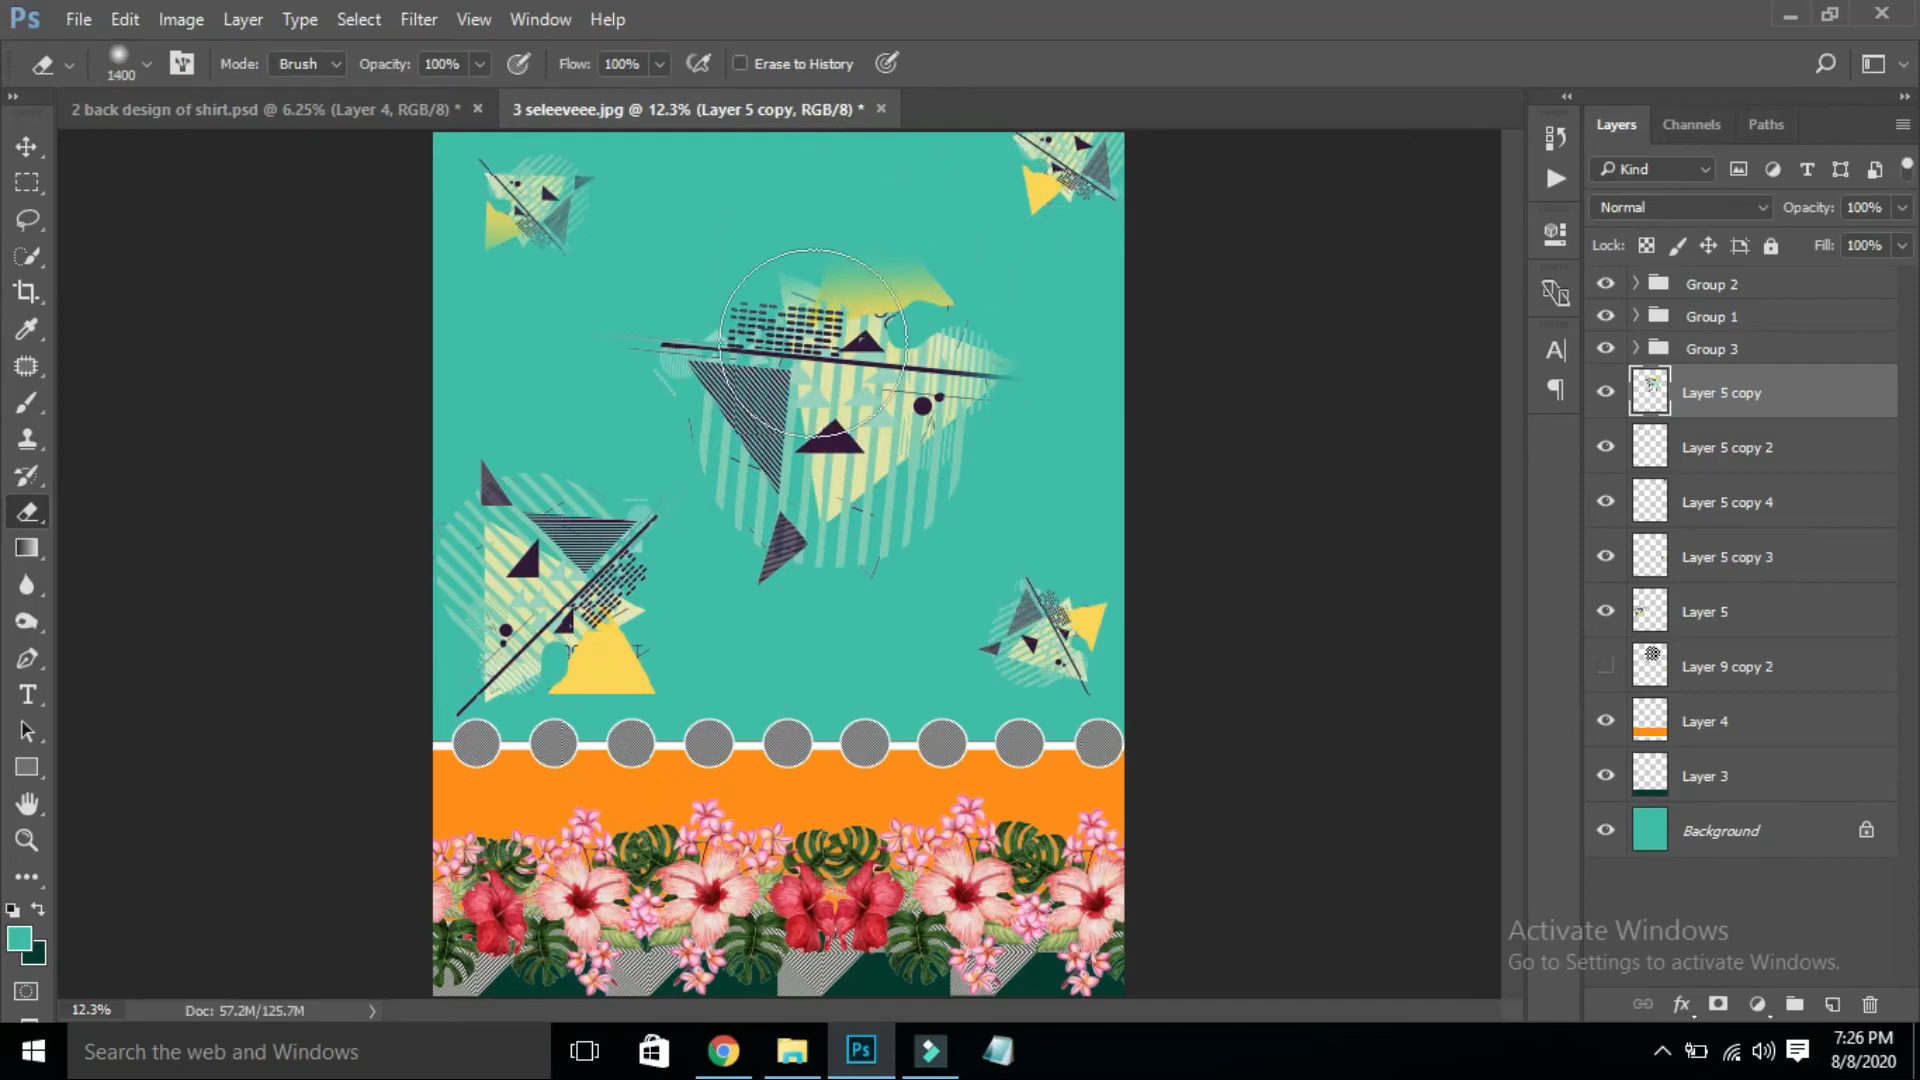 Ps File Edit Image Layer Type Select Filter View Window Help
1400 Mode: Brush Opacity: 100% Flow: 100% Erase to History
2 back design of shirt.psd @ 6.25% (Layer 4, RGB/8) * 3 seleeveee.jpg @ 12.3% (Layer 5 copy, RGB/8) *
Layers Channels Paths
Kind
Normal Opacity: 100%
Lock: Fill: 100%
Group 2
Group 1
Group 3
Layer 5 copy
Layer 5 copy 2
Layer 5 copy 4
Layer 5 copy 3
Layer 5
Layer 9 copy 2
Layer 4
Layer 3
Background
Activate Windows
Go to Settings to activate Windows.
12.3% Doc: 57.2M/125.7M
Search the web and Windows
Ps
7:26 PM
8/8/2020